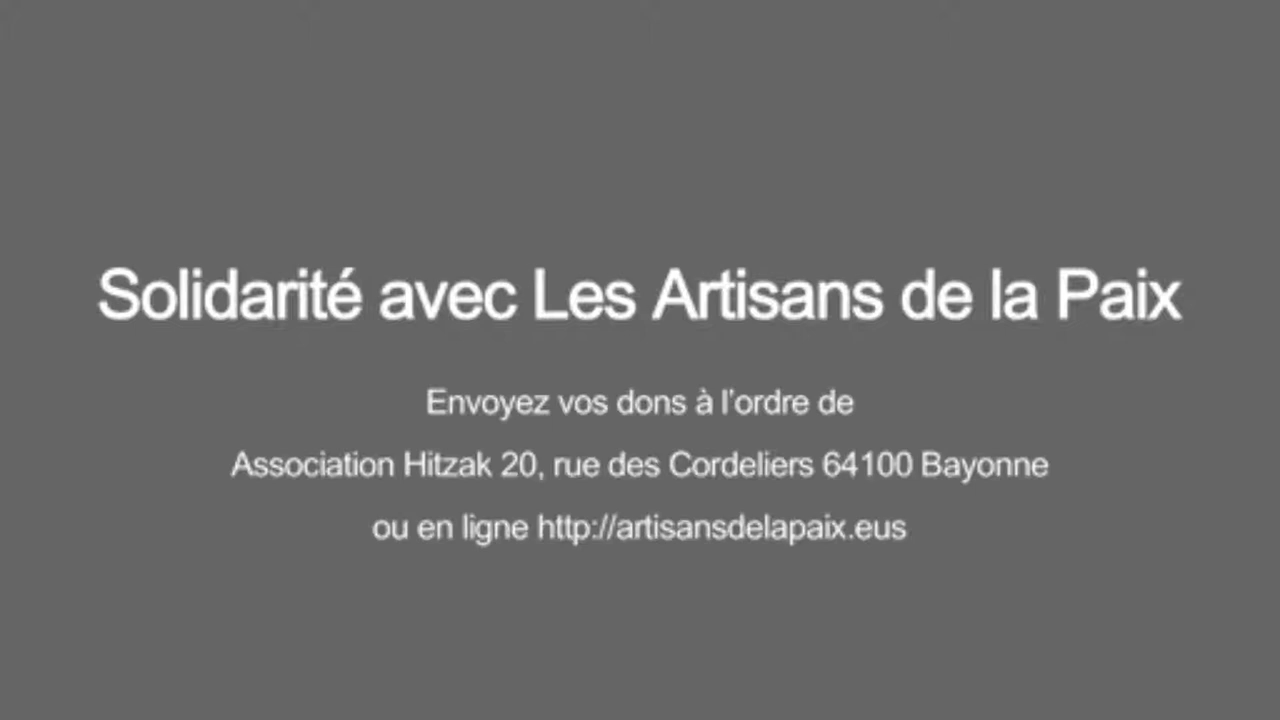 Solidarité avec Les Artisans de la Paix
Envoyez vos dons à l'ordre de
Association Hitzak 20, rue des Cordeliers 64100 Bayonne
ou en ligne http://artisansdelapaix.eus